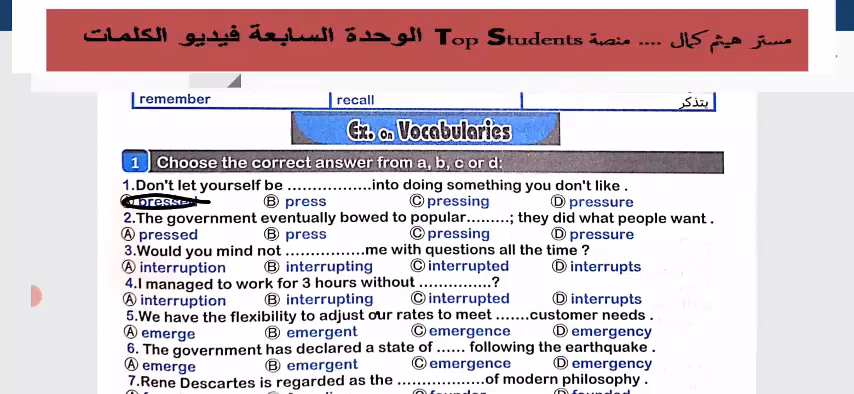 مستر هيثم كمال .... منصة Top Students الوحدة السابعة فيديو الكلمات
remember recall يتذكر
Ex. on Vocabularies
1 Choose the correct answer from a, b, c or d:
1.Don't let yourself be .................into doing something you don't like .
Ⓐ pressed Ⓑ press Ⓒ pressing Ⓓ pressure
2.The government eventually bowed to popular.........; they did what people want .
Ⓐ pressed Ⓑ press Ⓒ pressing Ⓓ pressure
3.Would you mind not ................me with questions all the time ?
Ⓐ interruption Ⓑ interrupting Ⓒ interrupted Ⓓ interrupts
4.I managed to work for 3 hours without ..............?
Ⓐ interruption Ⓑ interrupting Ⓒ interrupted Ⓓ interrupts
5.We have the flexibility to adjust our rates to meet .......customer needs .
Ⓐ emerge Ⓑ emergent Ⓒ emergence Ⓓ emergency
6. The government has declared a state of ...... following the earthquake .
Ⓐ emerge Ⓑ emergent Ⓒ emergence Ⓓ emergency
7.Rene Descartes is regarded as the ..................of modern philosophy .